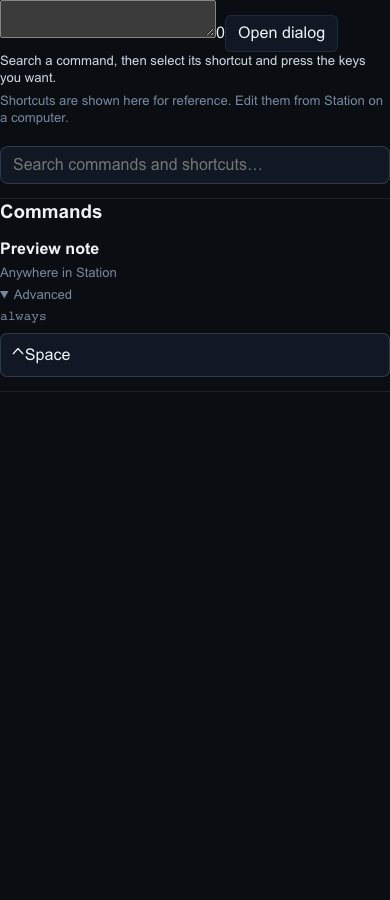 0 Open dialog
Search a command, then select its shortcut and press the keys
you want.
Shortcuts are shown here for reference. Edit them from Station on
a computer.
Search commands and shortcuts…
Commands
Preview note
Anywhere in Station
▼ Advanced
always
^Space